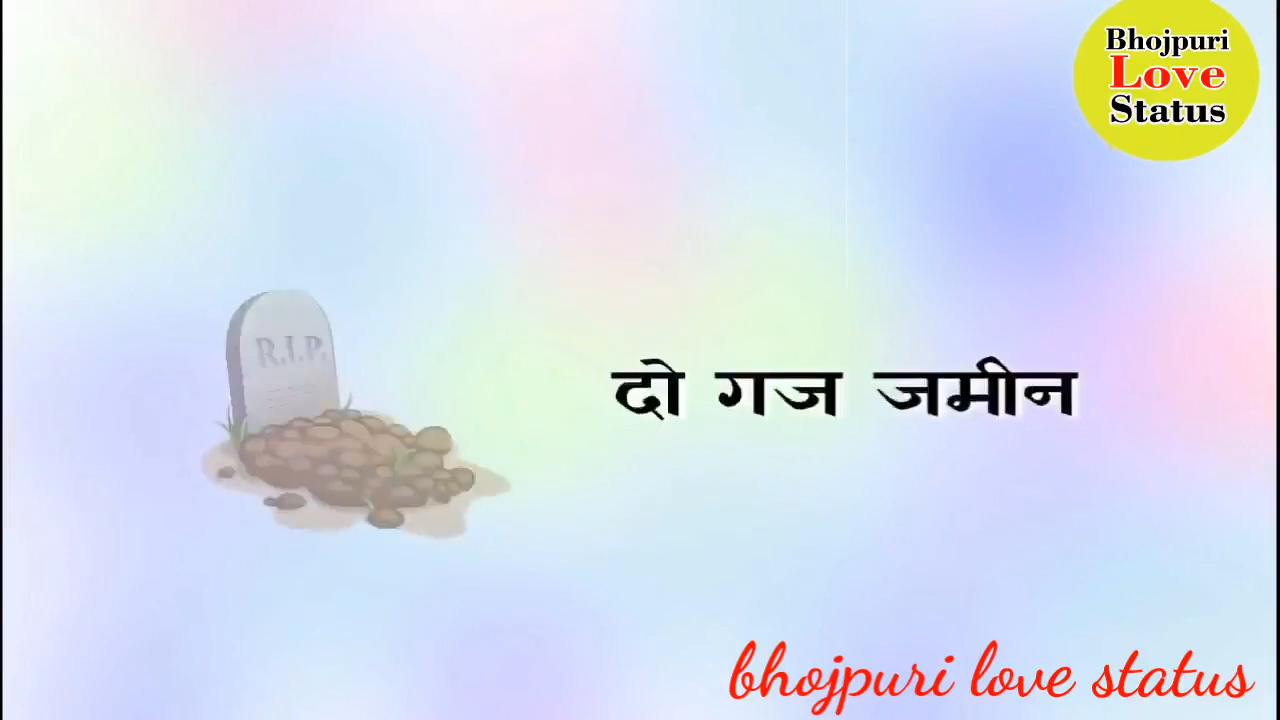 Bhojpuri
Love
Status
R.I.P.
दो गज जमीन
bhojpuri love status